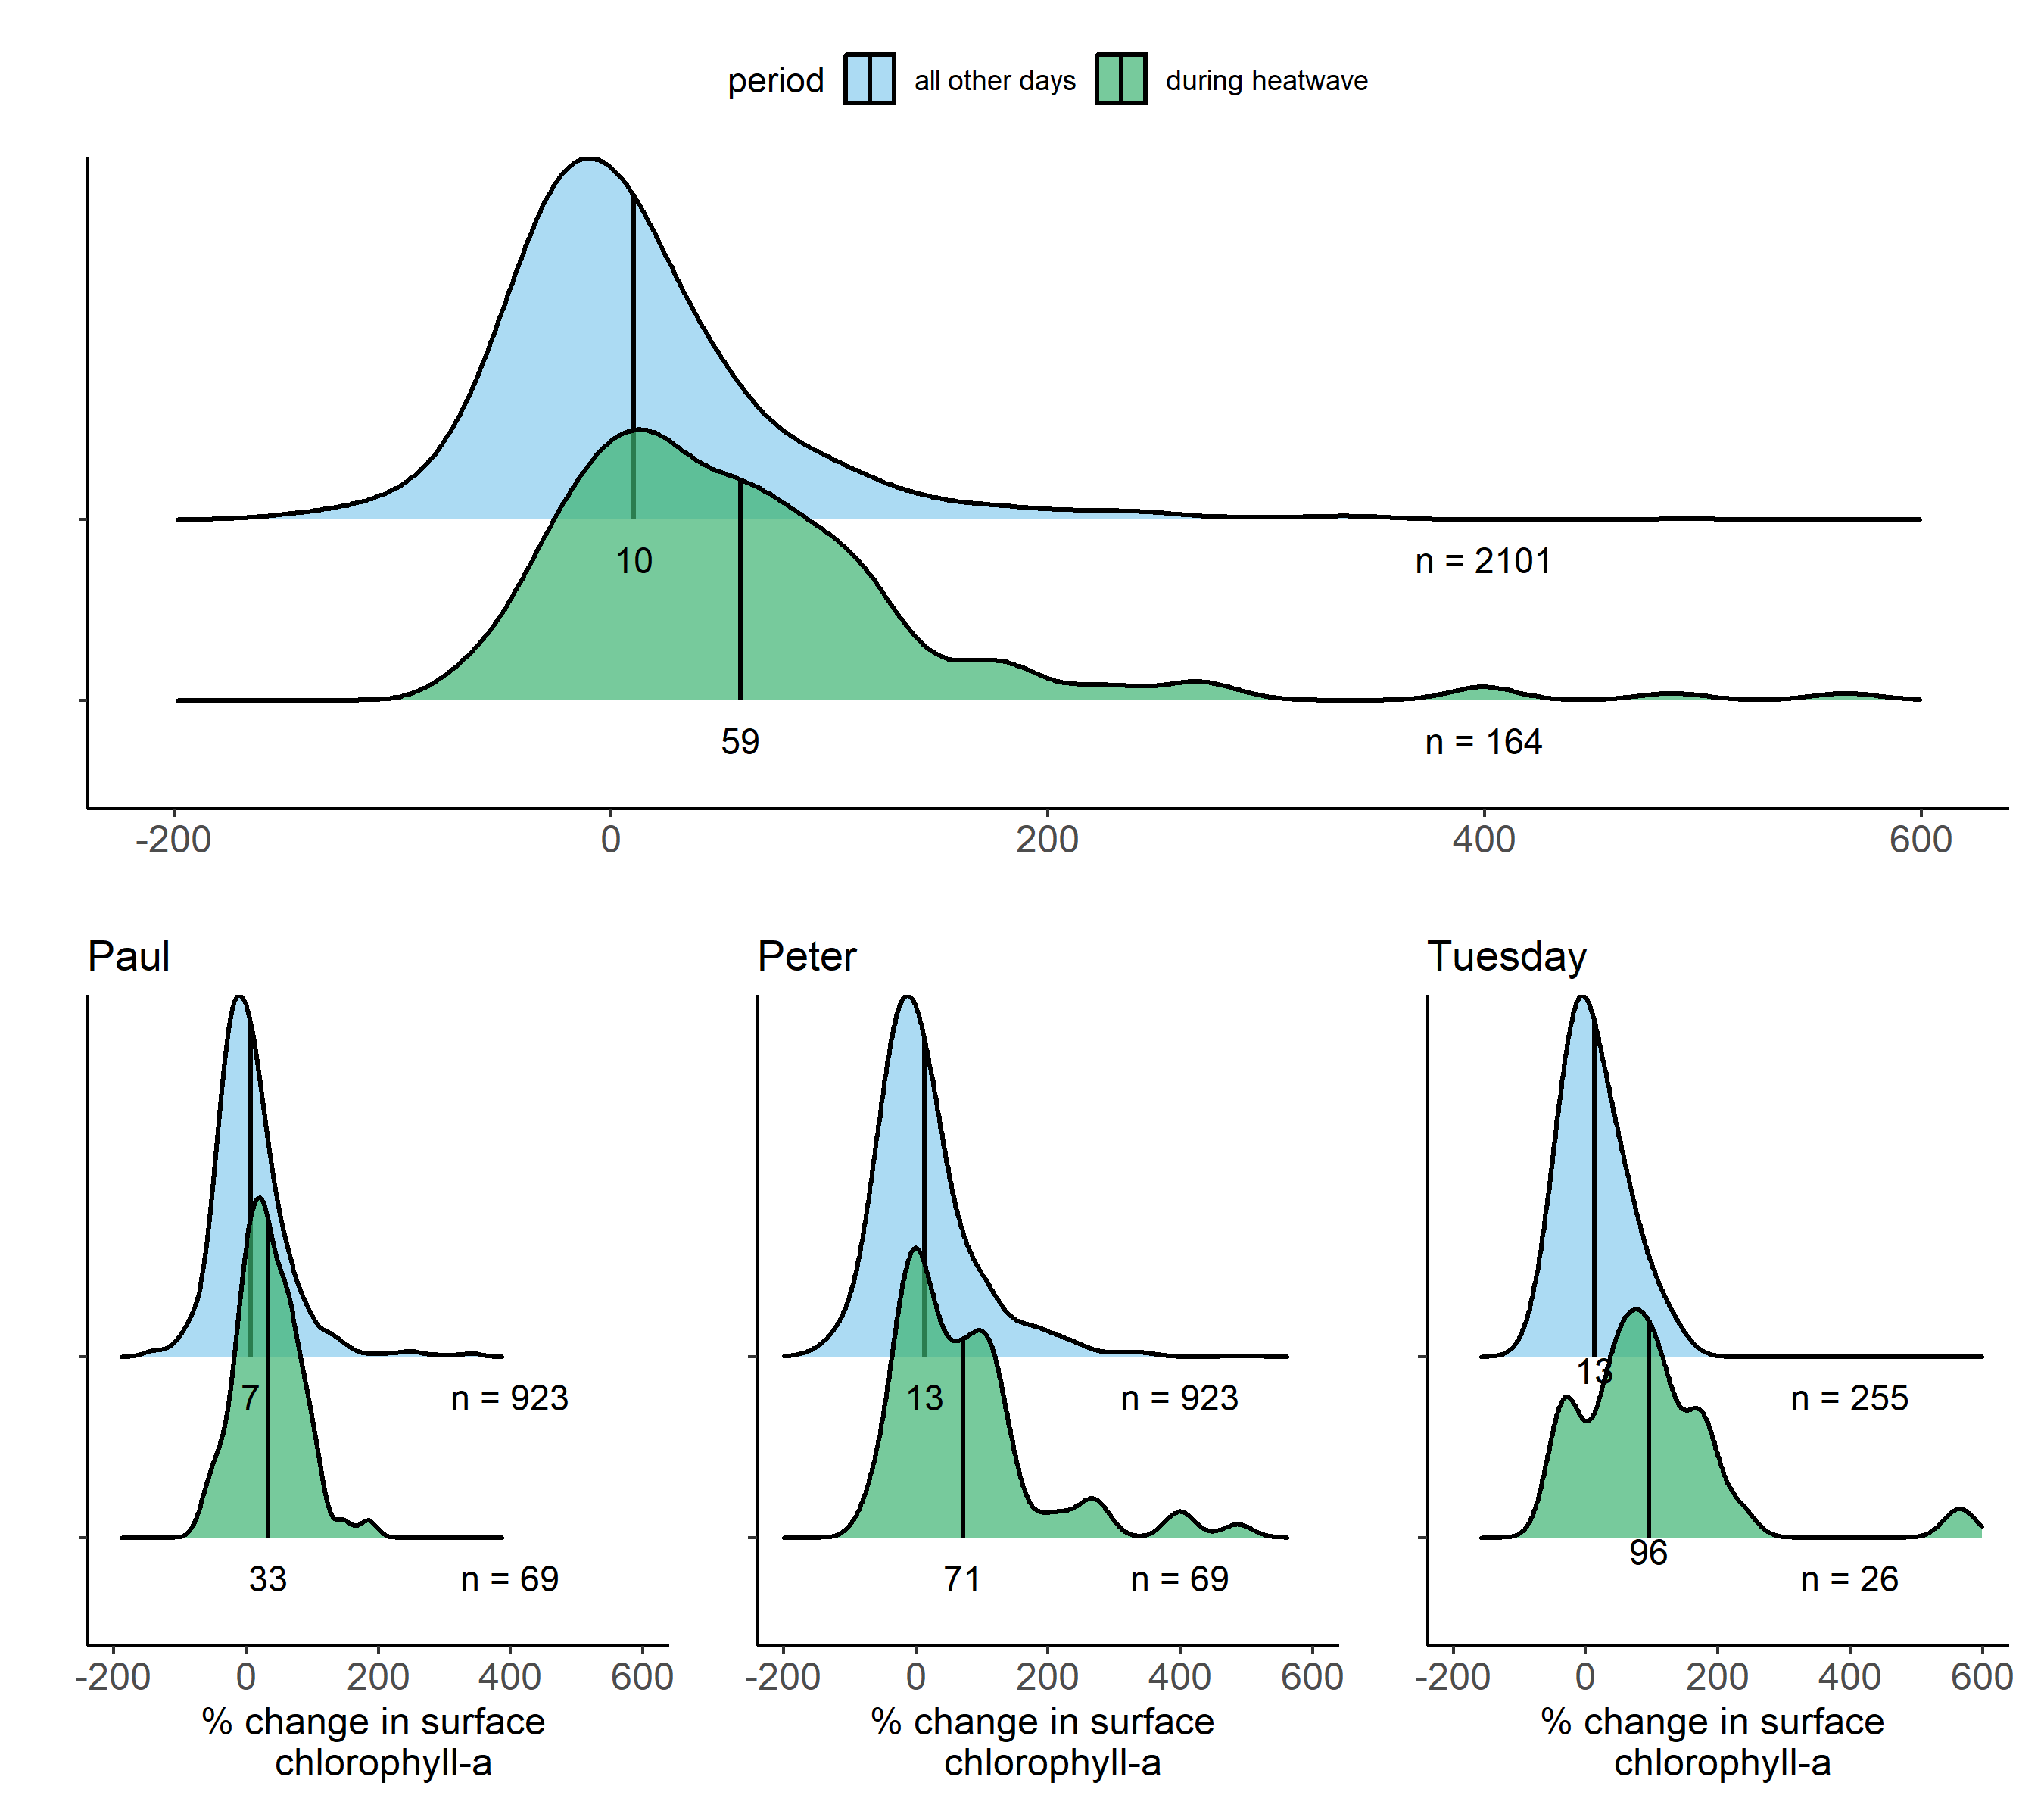 period all other days during heatwave
10 n = 2101
59 n = 164
-200 0 200 400 600
Paul Peter Tuesday
13
7 n = 923 13 n = 923 n = 255
96
33 n = 69 71 n = 69 n = 26
-200 0 200 400 600 -200 0 200 400 600 -200 0 200 400 600
% change in surface % change in surface % change in surface
chlorophyll-a chlorophyll-a chlorophyll-a